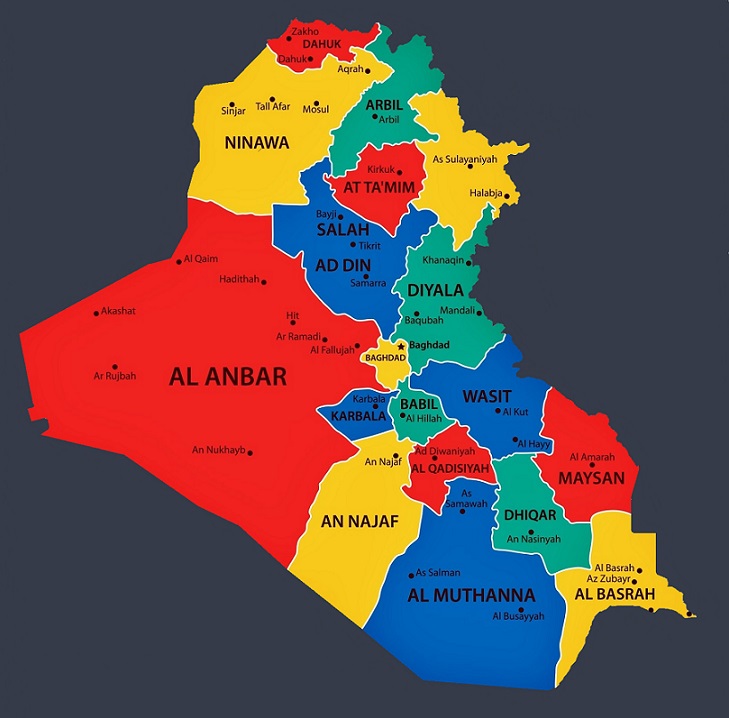 Zakho
DAHUK
Dahuk
Aqrah
Sinjar
Tall Afar
Mosul
NINAWA
ARBIL
Arbil
As Sulayaniyah
Halabja
Kirkuk
AT TA'MIM
Bayji
SALAH
Tikrit
AD DIN
Samarra
Khanaqin
DIYALA
Mandali
Baqubah
Baghdad
BAGHDAD
Al Qaim
Hadithah
Akashat
Hit
Ar Ramadi
Al Fallujah
Ar Rujbah
AL ANBAR
An Nukhayb
Karbala
KARBALA
BABIL
Al Hillah
WASIT
Al Kut
Al Hayy
Ad Diwaniyah
AL QADISIYAH
Al Amarah
MAYSAN
An Najaf
AN NAJAF
As
Samawah
DHIQAR
An Nasinyah
As Salman
AL MUTHANNA
Al Busayyah
Al Basrah
Az Zubayr
AL BASRAH